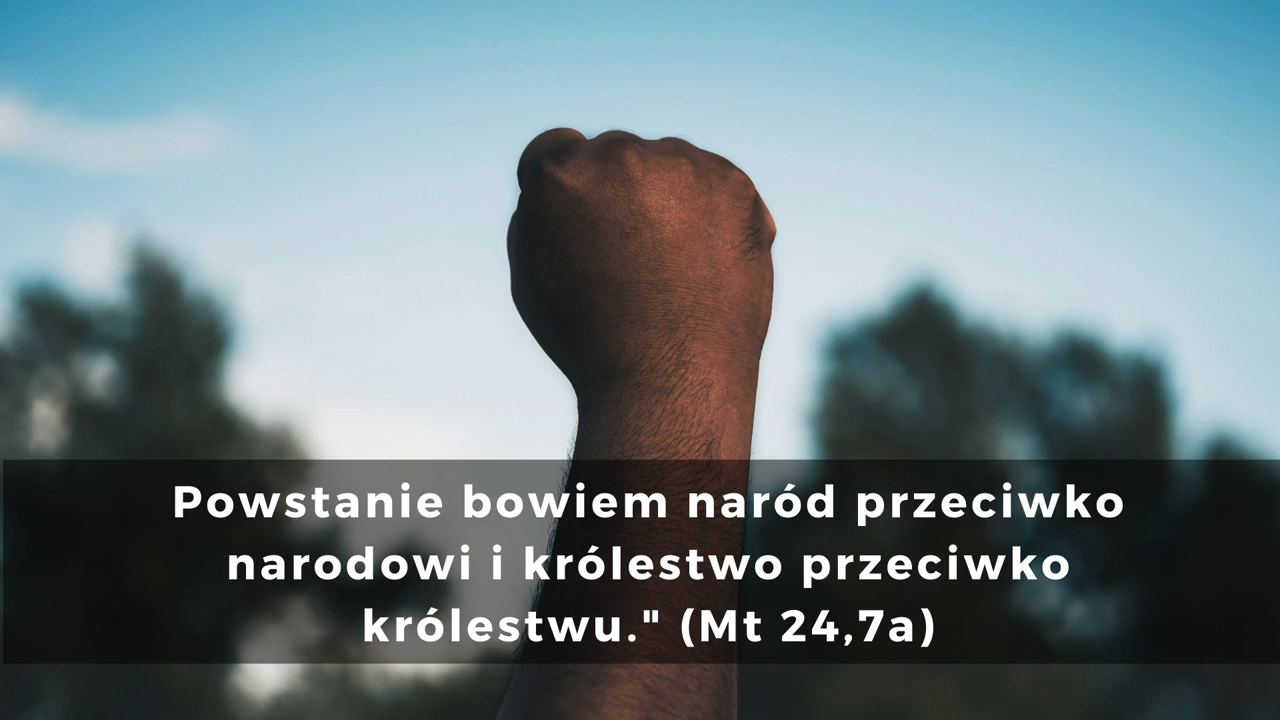 Powstanie bowiem naród przeciwko
narodowi i królestwo przeciwko
królestwu." (Mt 24,7a)